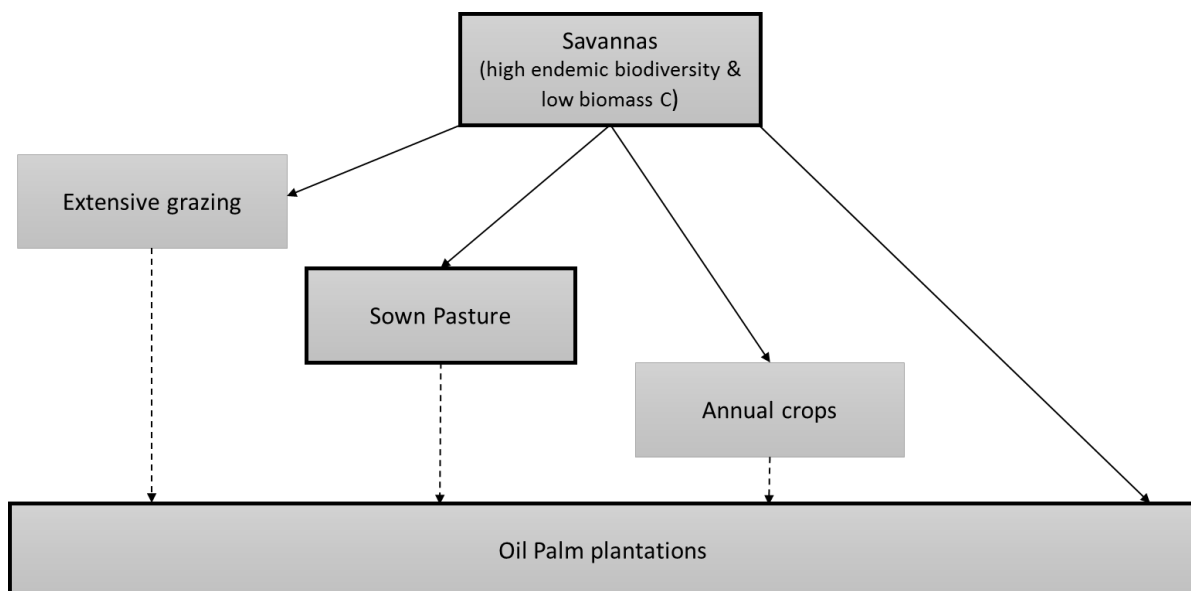 Savannas
(high endemic biodiversity &
low biomass C)
Extensive grazing
Sown Pasture
Annual crops
Oil Palm plantations